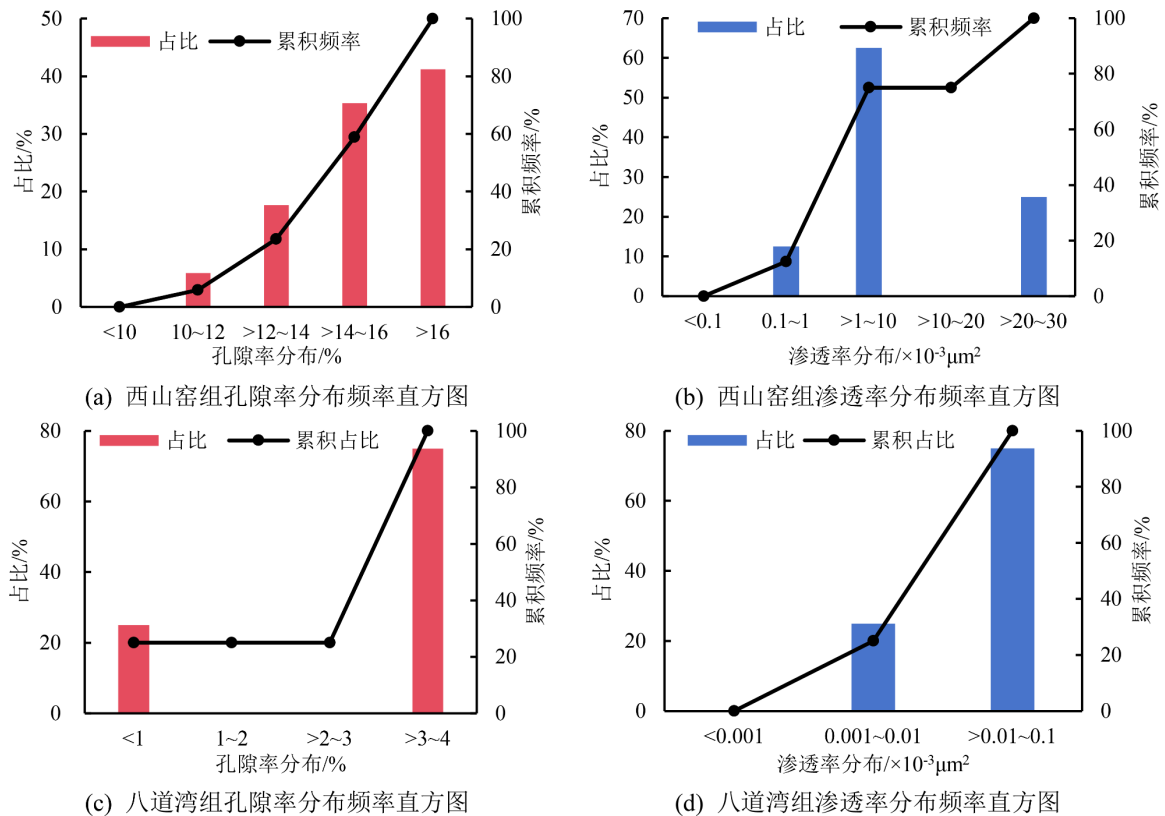 占比 累积频率
50
40
30
20
10
0
占比/%
100
80
60
40
20
0
累积频率/%
<10 10~12 >12~14 >14~16 >16
孔隙率分布/%
(a) 西山窑组孔隙率分布频率直方图
占比 累积频率
70
60
50
40
30
20
10
0
占比/%
100
80
60
40
20
0
累积频率/%
<0.1 0.1~1 >1~10 >10~20 >20~30
渗透率分布/×10⁻³μm²
(b) 西山窑组渗透率分布频率直方图
占比 累积占比
80
60
40
20
0
占比/%
100
80
60
40
20
0
累积频率/%
<1 1~2 >2~3 >3~4
孔隙率分布/%
(c) 八道湾组孔隙率分布频率直方图
占比 累积占比
80
60
40
20
0
占比/%
100
80
60
40
20
0
累积频率/%
<0.001 0.001~0.01 >0.01~0.1
渗透率分布/×10⁻³μm²
(d) 八道湾组渗透率分布频率直方图